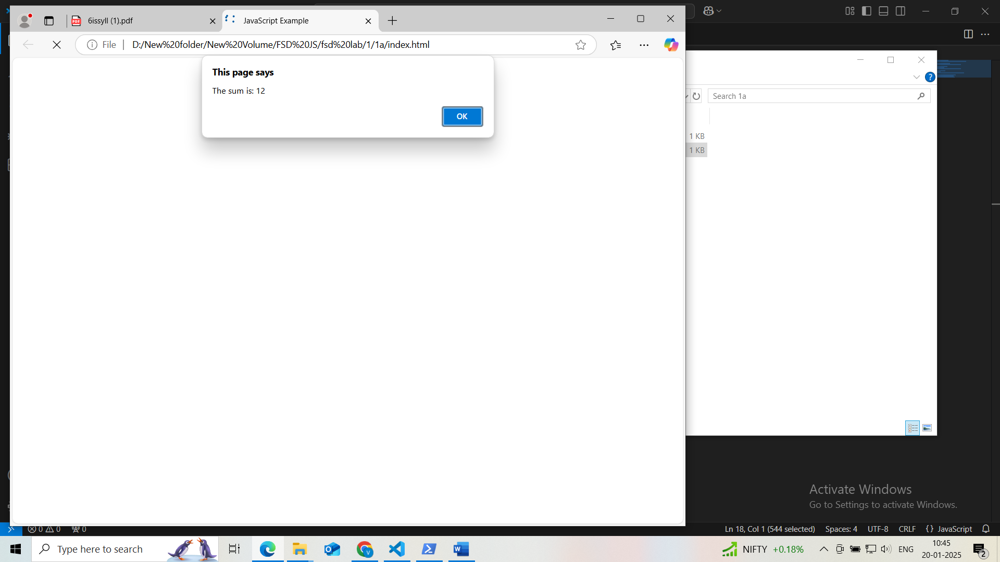 6issyll (1).pdf
JavaScript Example
File
D:/New%20folder/New%20Volume/FSD%20JS/fsd%20lab/1/1a/index.html
This page says
The sum is: 12
OK
?
Search 1a
1 KB
1 KB
Activate Windows
Go to Settings to activate Windows.
0 0 0
Ln 18, Col 1 (544 selected)
Spaces: 4
UTF-8
CRLF
{ } JavaScript
Type here to search
NIFTY +0.18%
ENG
10:45
20-01-2025
2